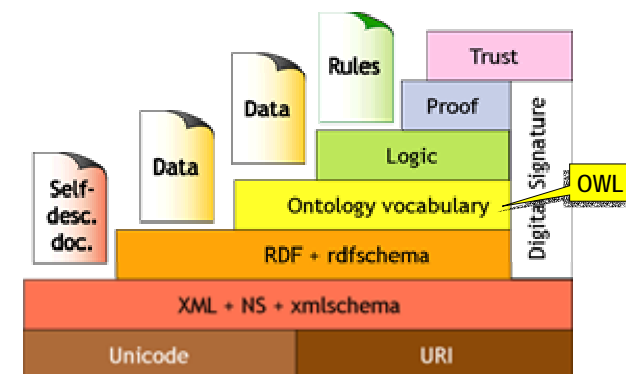 Trust
Rules
Proof
Data
Logic
Data
Self-
desc.
doc.
Ontology vocabulary
OWL
Digital Signature
RDF + rdfschema
XML + NS + xmlschema
Unicode
URI